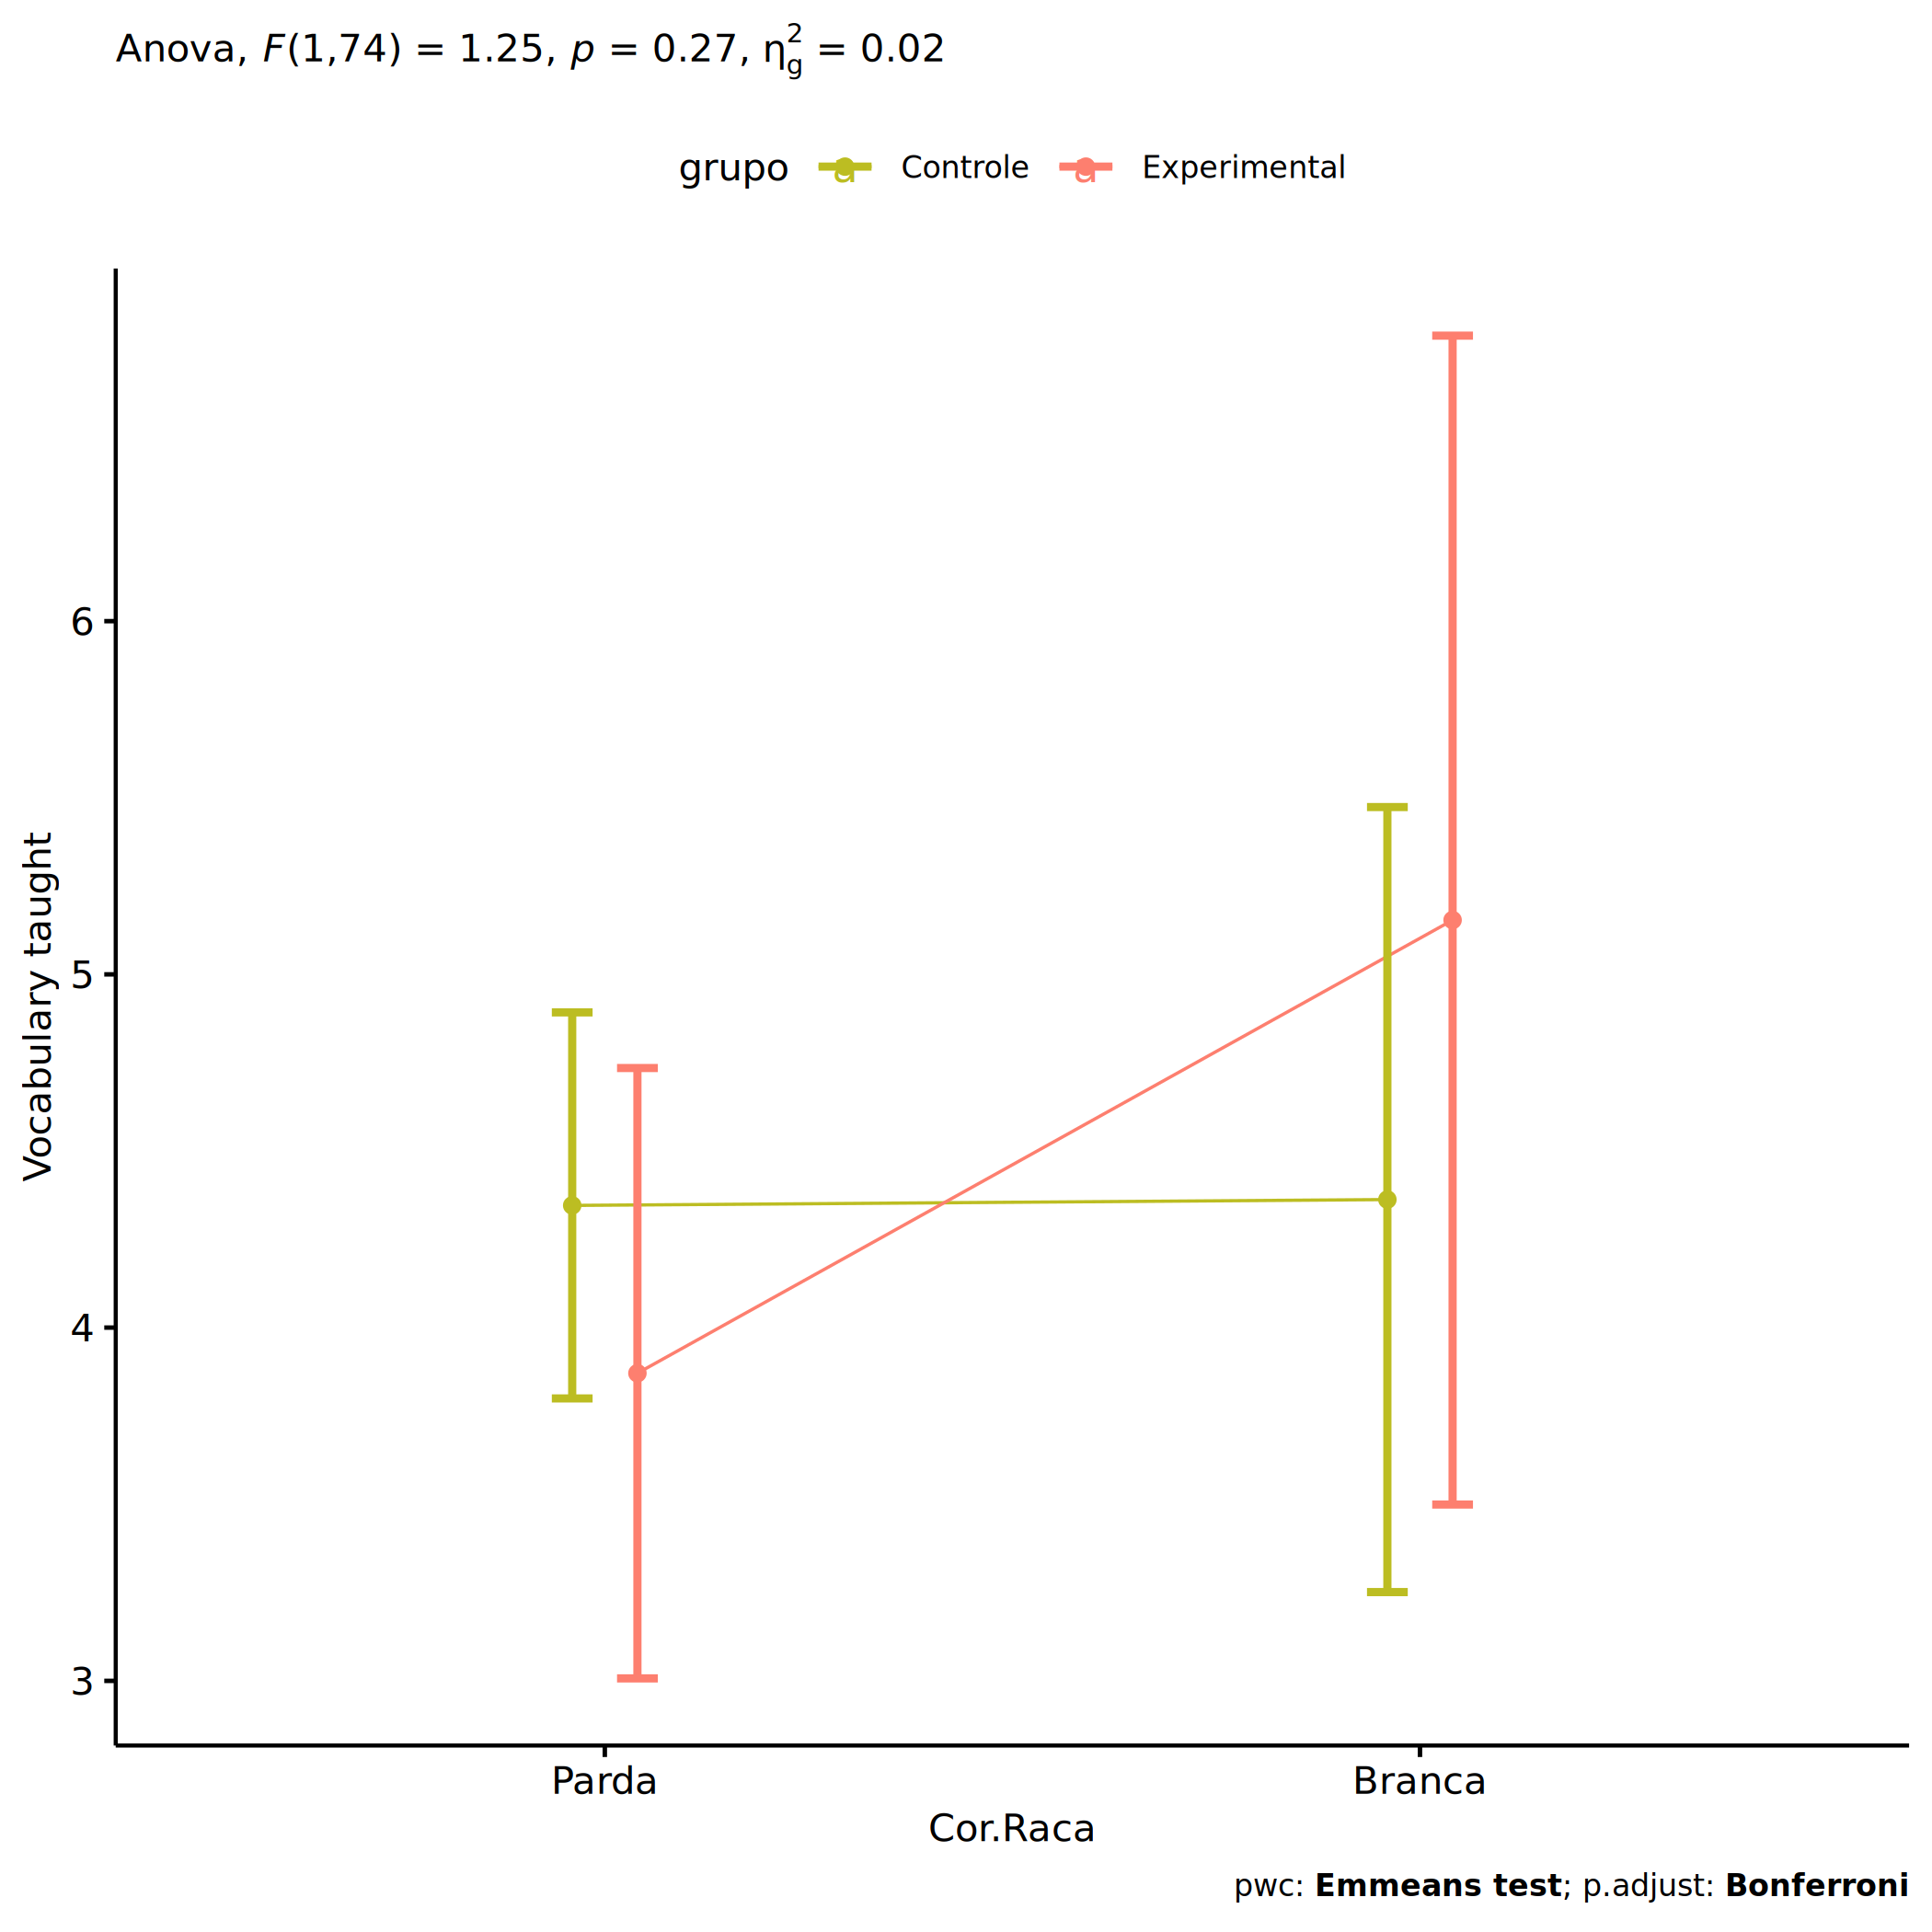 Anova, F(1,74) = 1.25, p = 0.27, η²g = 0.02
grupo a Controle a Experimental
6
5
4
3
Vocabulary taught
Parda Branca
Cor.Raca
pwc: Emmeans test; p.adjust: Bonferroni